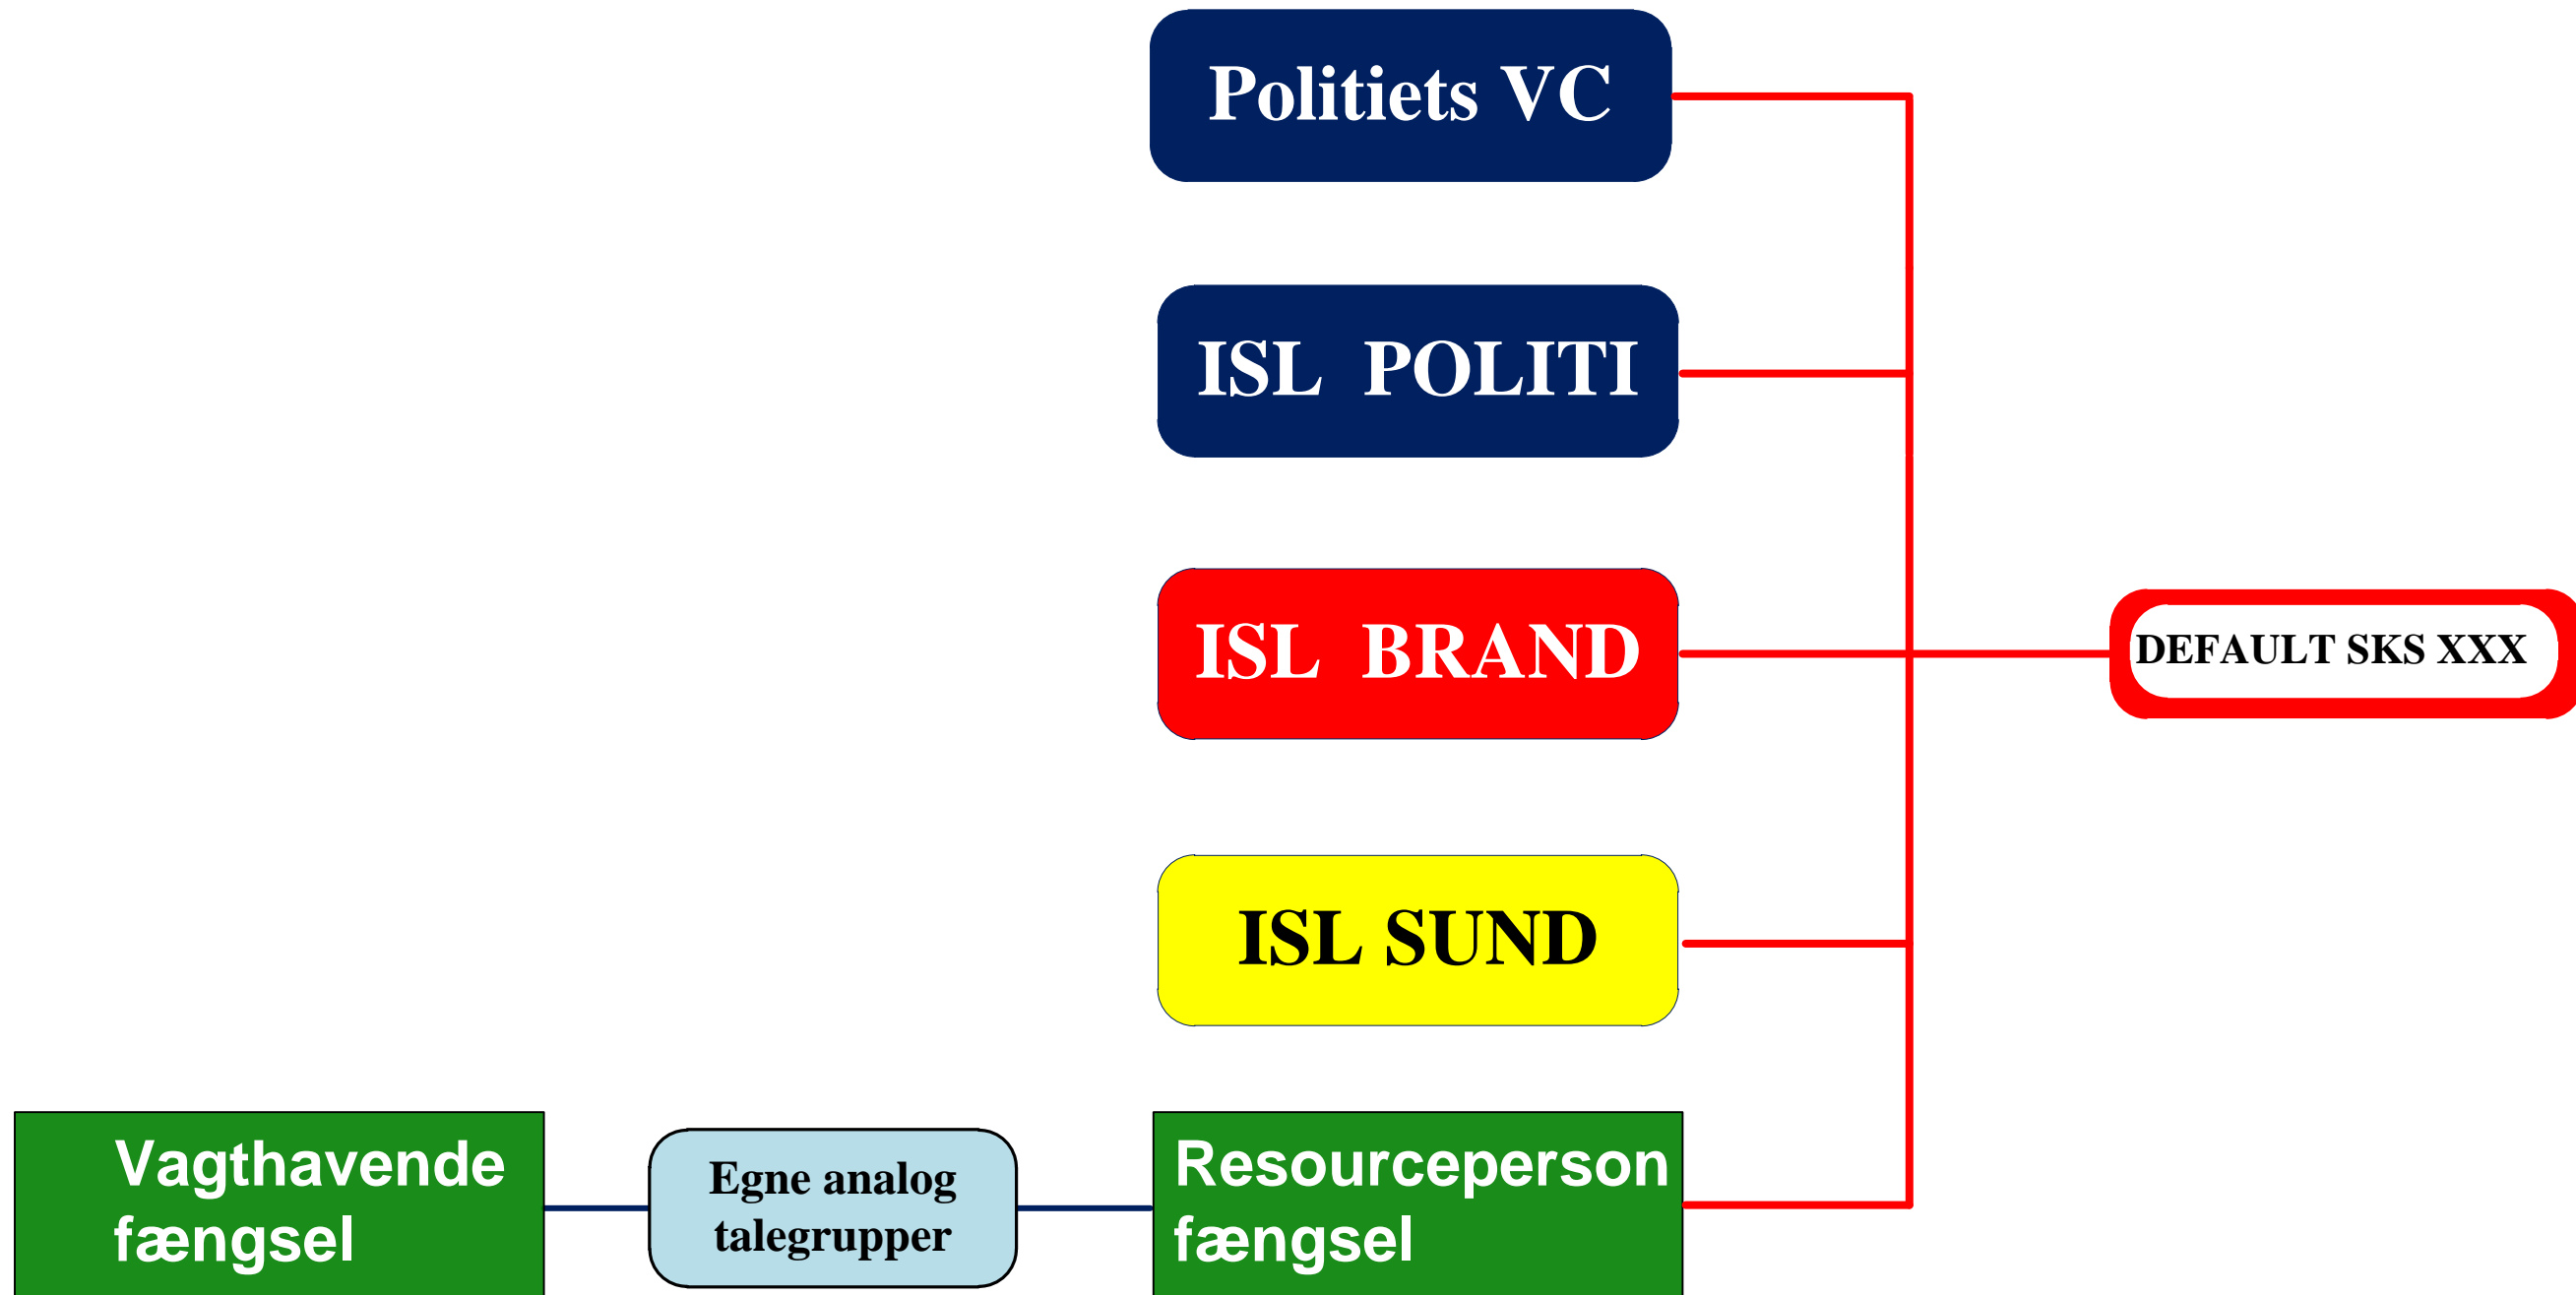 Politiets VC
ISL POLITI
ISL BRAND
DEFAULT SKS XXX
ISL SUND
Vagthavende
fængsel
Egne analog
talegrupper
Resourceperson
fængsel